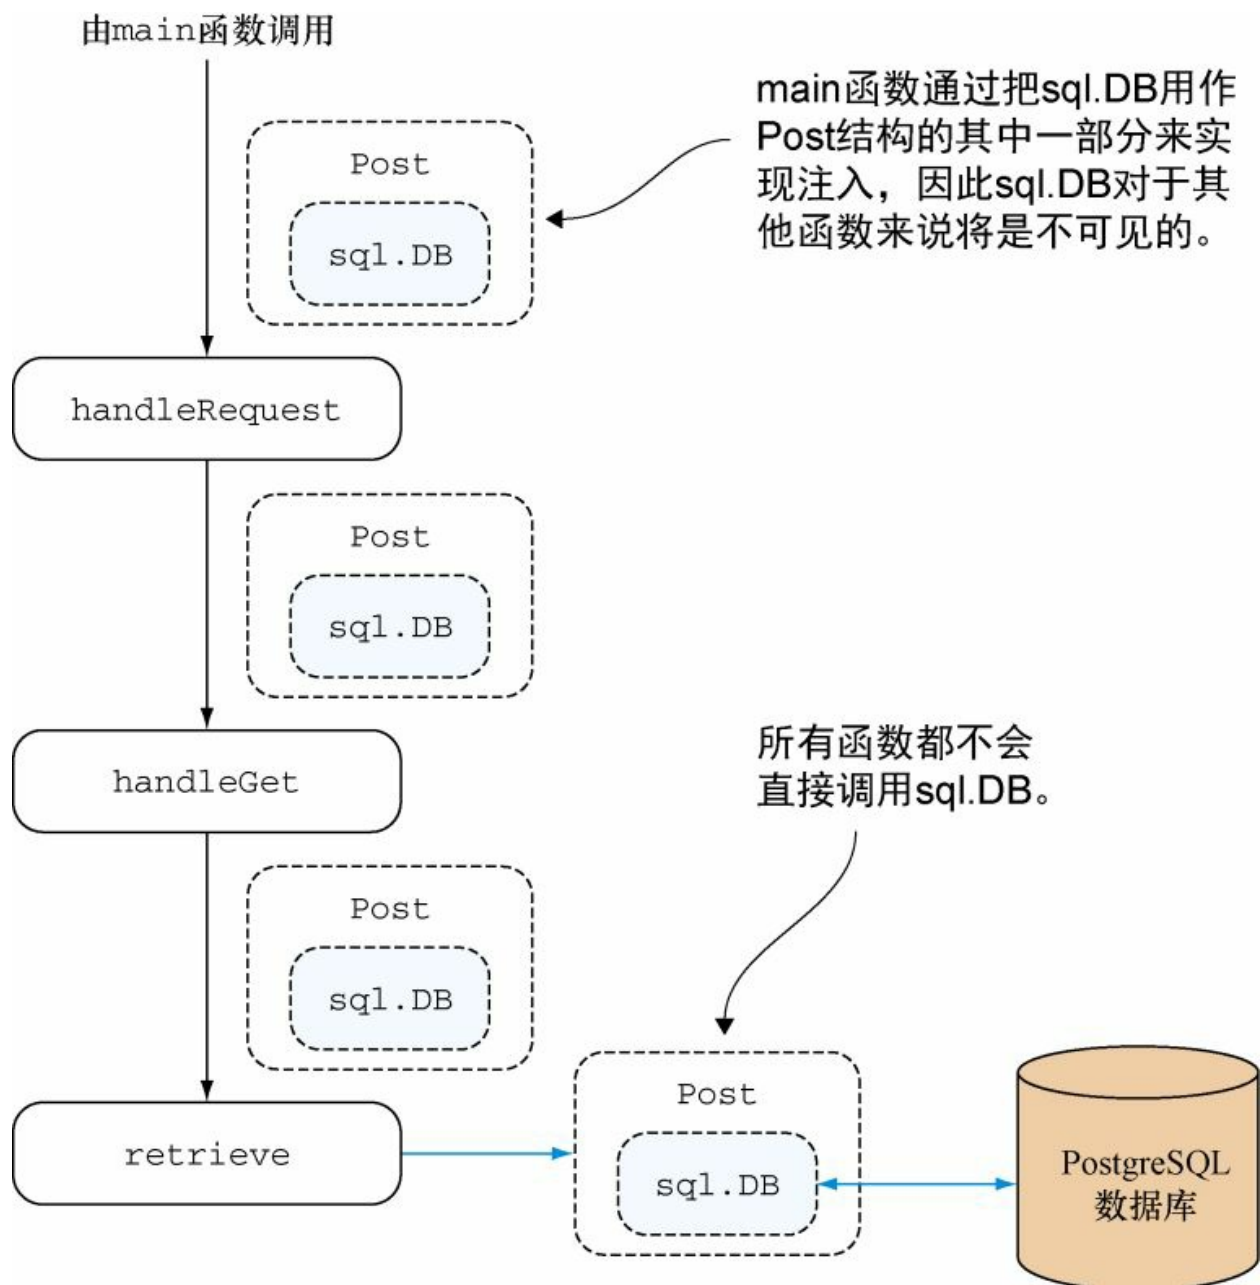 由main函数调用
main函数通过把sql.DB用作
Post结构的其中一部分来实
现注入，因此sql.DB对于其
他函数来说将是不可见的。
Post
sql.DB
handleRequest
Post
sql.DB
handleGet
所有函数都不会
直接调用sql.DB。
Post
sql.DB
retrieve
Post
sql.DB
PostgreSQL
数据库